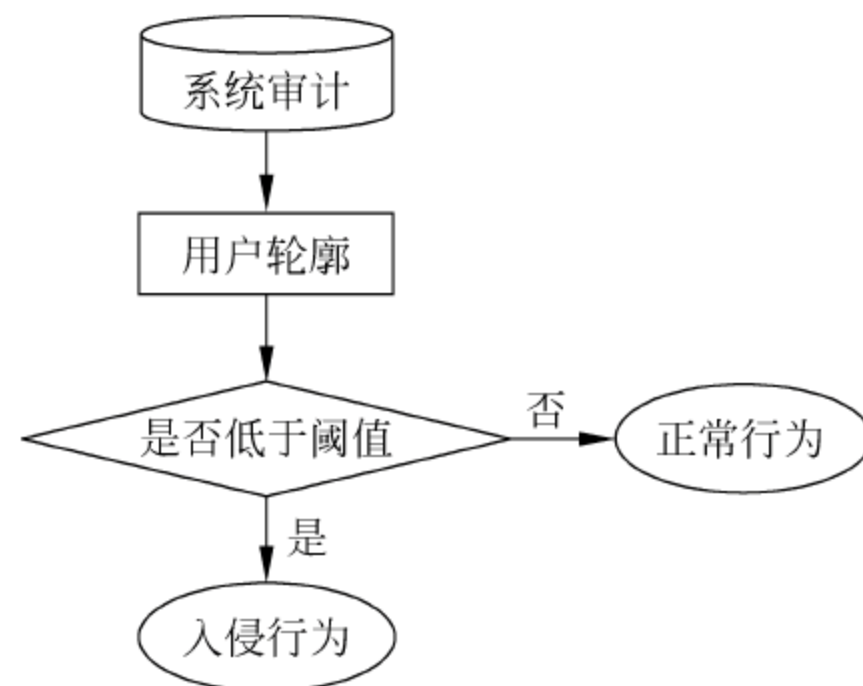 系统审计
用户轮廓
是否低于阈值
否
正常行为
是
入侵行为